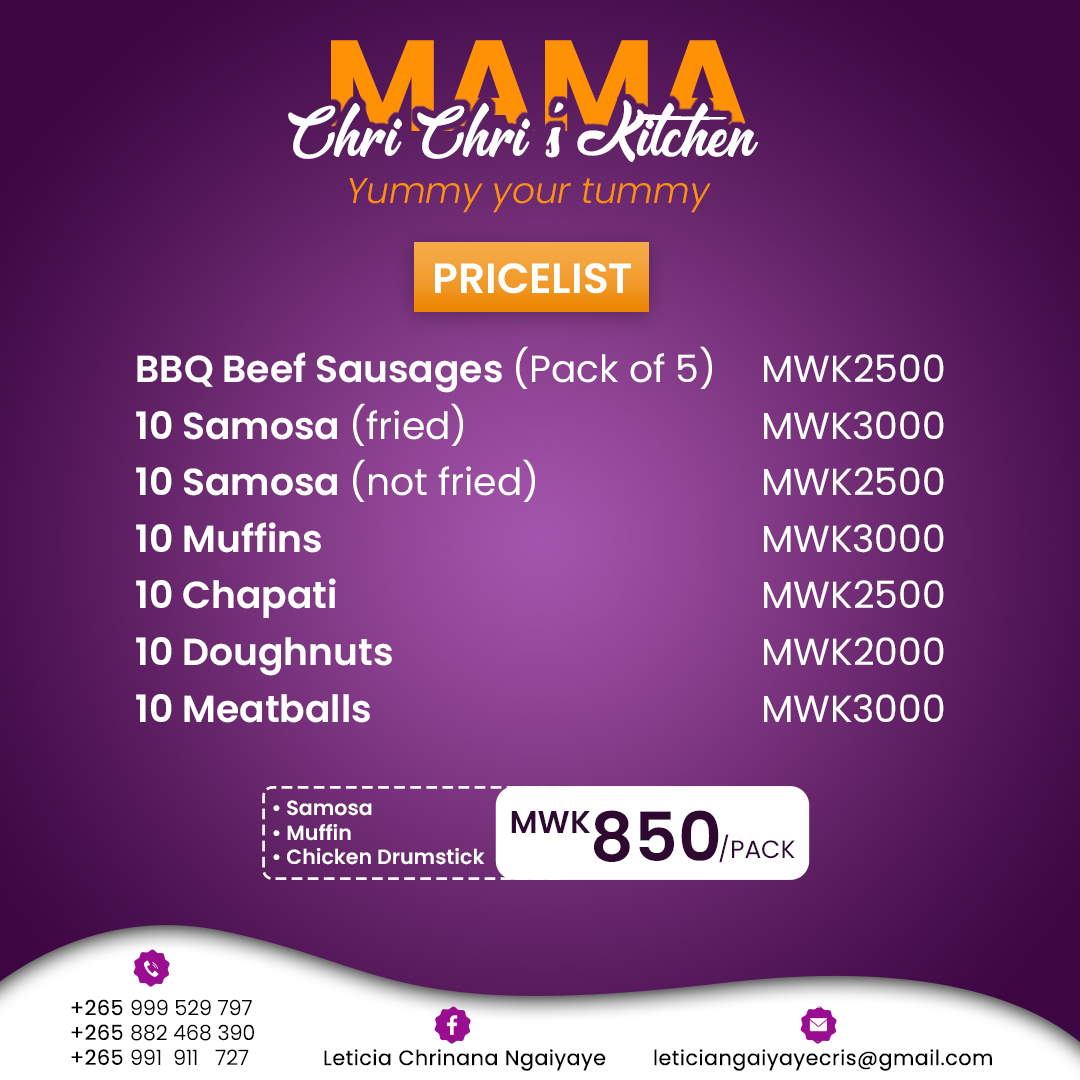 MAMA
Chri Chri's Kitchen
Yummy your tummy
PRICELIST
BBQ Beef Sausages (Pack of 5) MWK2500
10 Samosa (fried) MWK3000
10 Samosa (not fried) MWK2500
10 Muffins MWK3000
10 Chapati MWK2500
10 Doughnuts MWK2000
10 Meatballs MWK3000
• Samosa
• Muffin
• Chicken Drumstick
MWK850/PACK
+265 999 529 797
+265 882 468 390
+265 991 911 727
Leticia Chrinana Ngaiyaye
leticiangaiyayecris@gmail.com